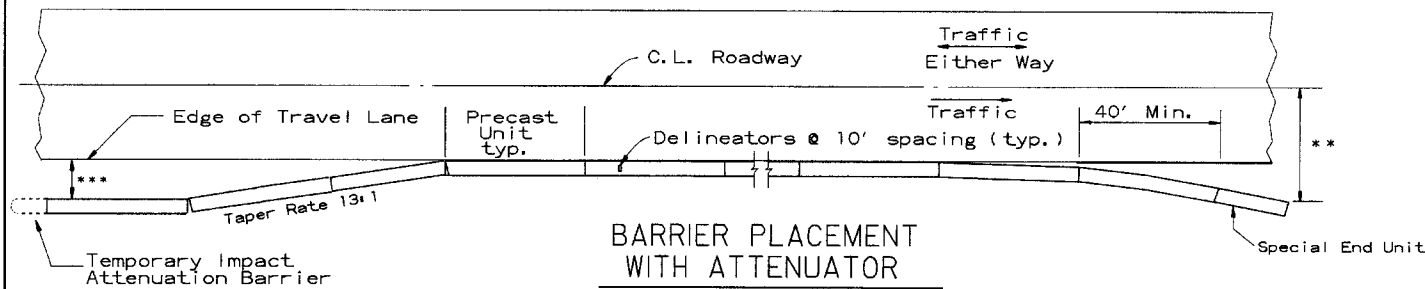 Traffic
Either Way
C.L. Roadway
Edge of Travel Lane
Precast
Unit
typ.
Traffic
40' Min.
Delineators @ 10' spacing (typ.)
**
***
Taper Rate 13:1
BARRIER PLACEMENT
WITH ATTENUATOR
Special End Unit
Temporary Impact
Attenuation Barrier